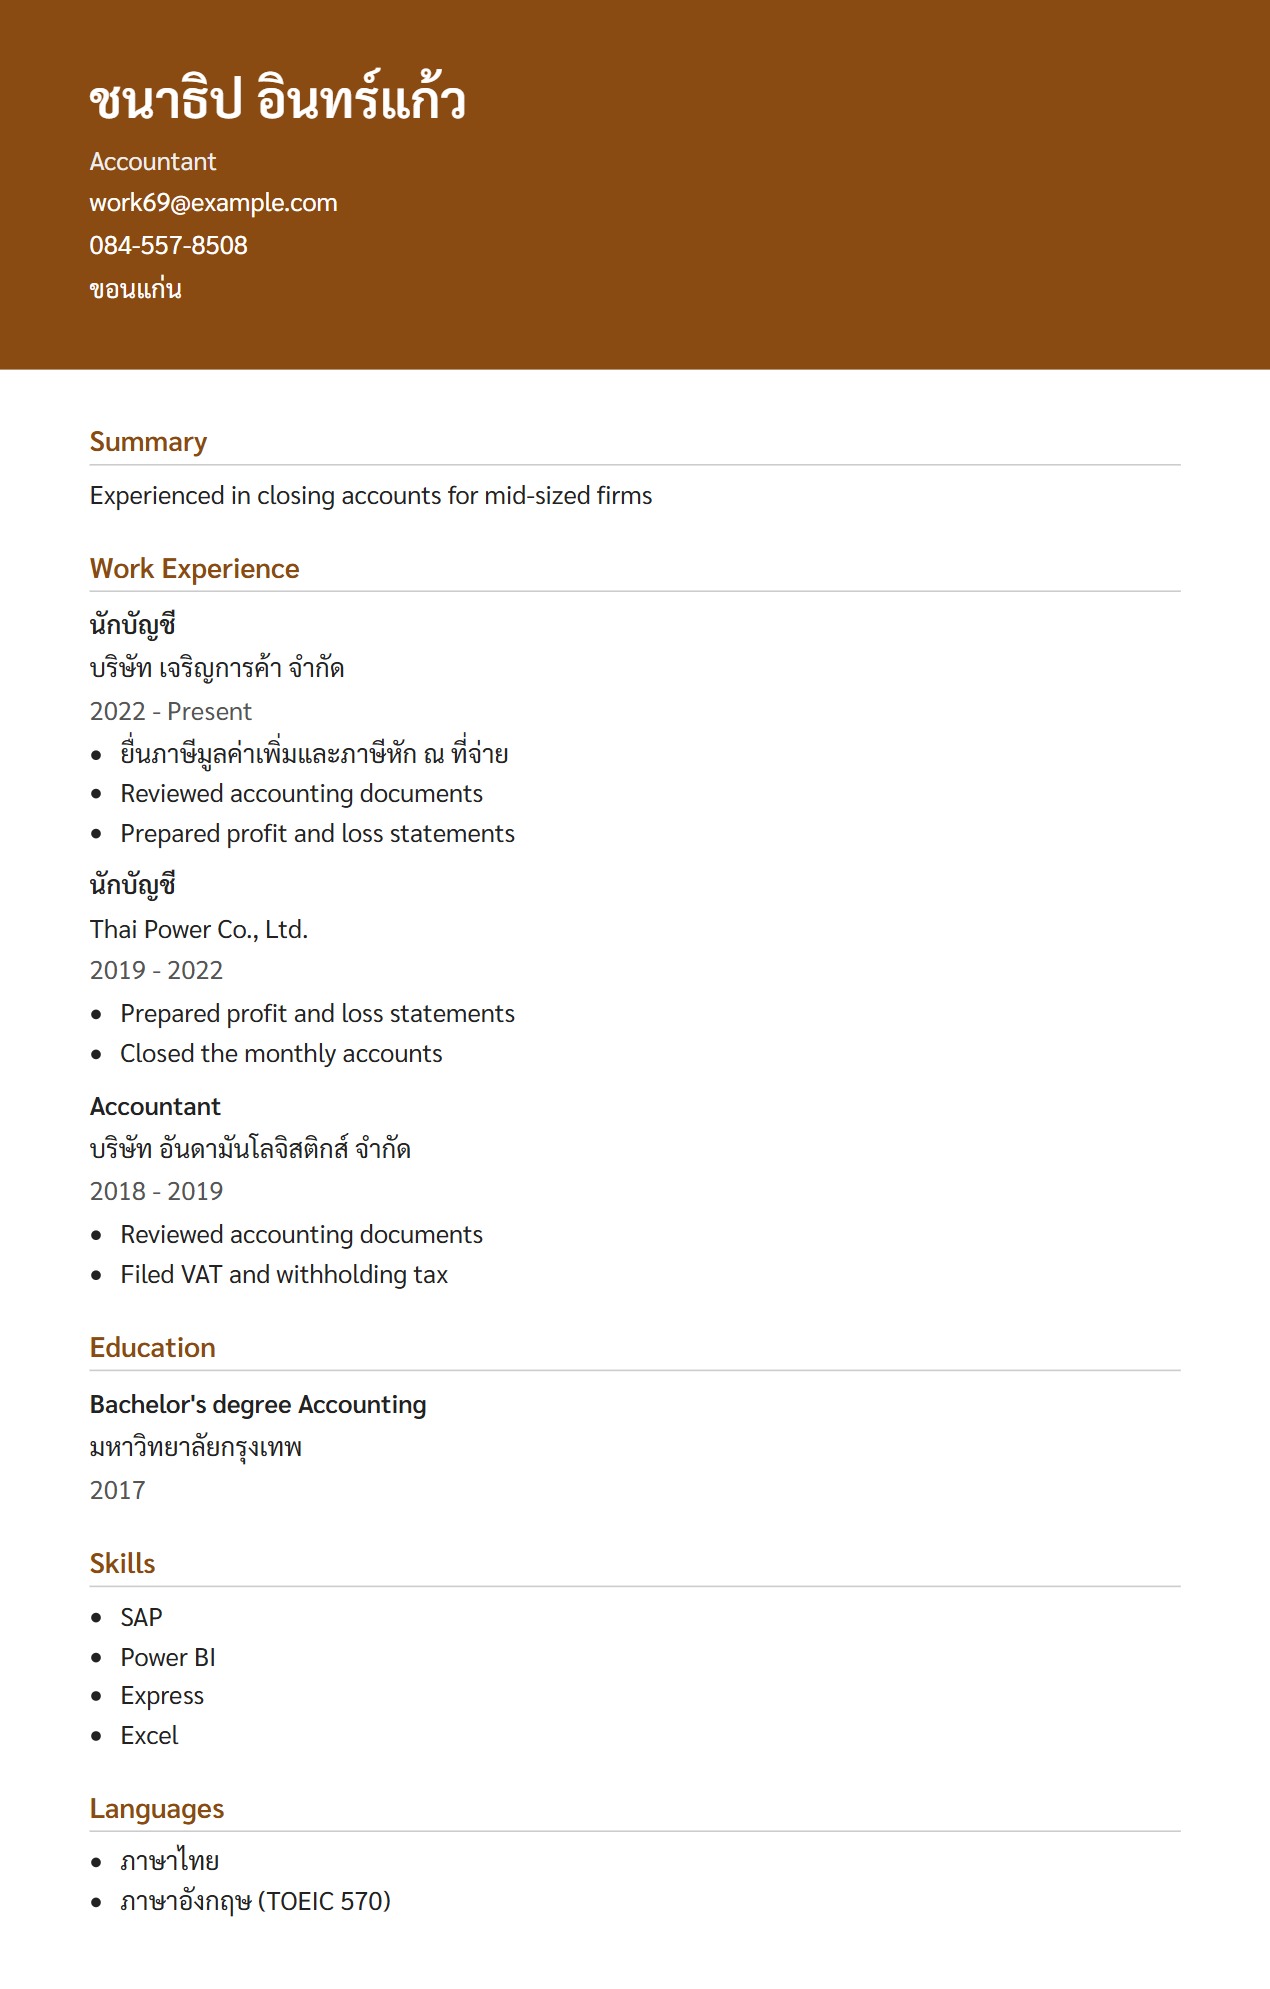 ชนาธิป อินทร์แก้ว
Accountant
work69@example.com
084-557-8508
ขอนแก่น
Summary
Experienced in closing accounts for mid-sized firms
Work Experience
นักบัญชี
บริษัท เจริญการค้า จำกัด
2022 - Present
• ยื่นภาษีมูลค่าเพิ่มและภาษีหัก ณ ที่จ่าย
• Reviewed accounting documents
• Prepared profit and loss statements
นักบัญชี
Thai Power Co., Ltd.
2019 - 2022
• Prepared profit and loss statements
• Closed the monthly accounts
Accountant
บริษัท อันดามันโลจิสติกส์ จำกัด
2018 - 2019
• Reviewed accounting documents
• Filed VAT and withholding tax
Education
Bachelor's degree Accounting
มหาวิทยาลัยกรุงเทพ
2017
Skills
• SAP
• Power BI
• Express
• Excel
Languages
• ภาษาไทย
• ภาษาอังกฤษ (TOEIC 570)